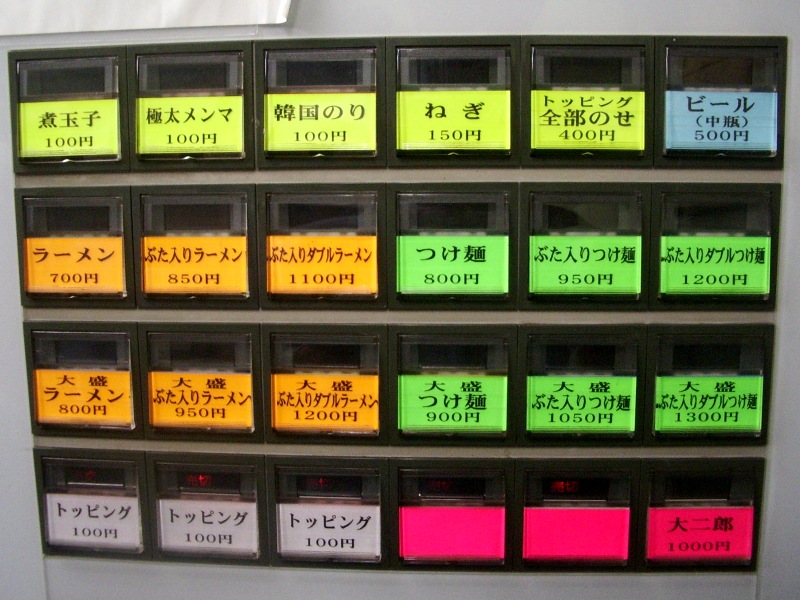 煮玉子
100円
極太メンマ
100円
韓国のり
100円
ねぎ
150円
トッピング
全部のせ
400円
ビール
(中瓶)
500円
ラーメン
700円
ぶた入りラーメン
850円
ぶた入りダブルラーメン
1100円
つけ麺
800円
ぶた入りつけ麺
950円
ぶた入りダブルつけ麺
1200円
大盛
ラーメン
800円
大盛
ぶた入りラーメン
950円
大盛
ぶた入りダブルラーメン
1200円
大盛
つけ麺
900円
大盛
ぶた入りつけ麺
1050円
大盛
ぶた入りダブルつけ麺
1300円
売切
売切
トッピング
100円
トッピング
100円
トッピング
100円
大二郎
1000円